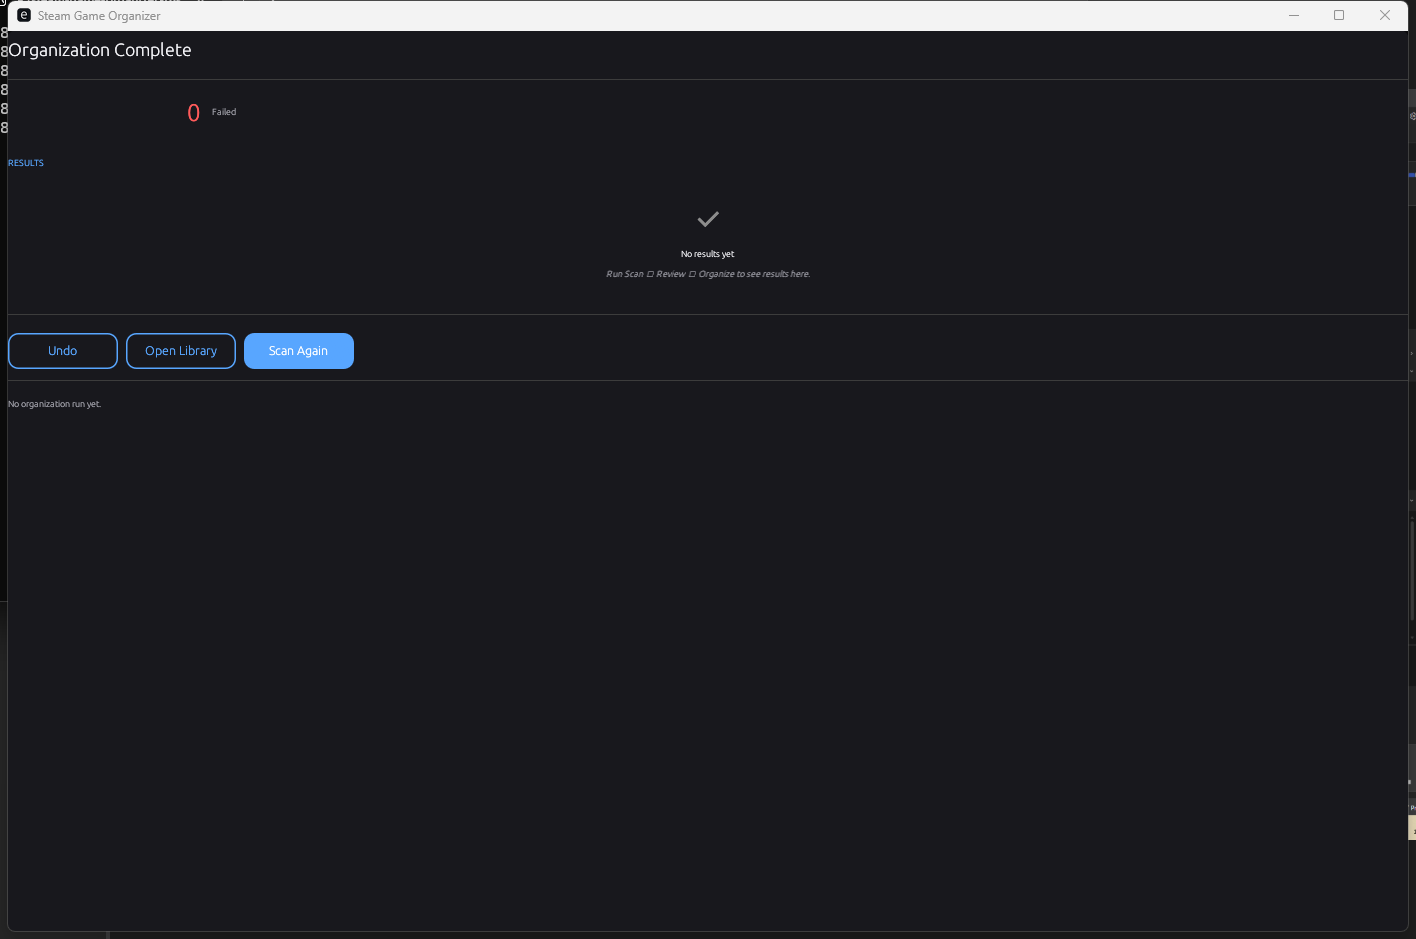 Steam Game Organizer
Organization Complete
0 Failed
RESULTS
No results yet
Run Scan □ Review □ Organize to see results here.
Undo Open Library Scan Again
No organization run yet.